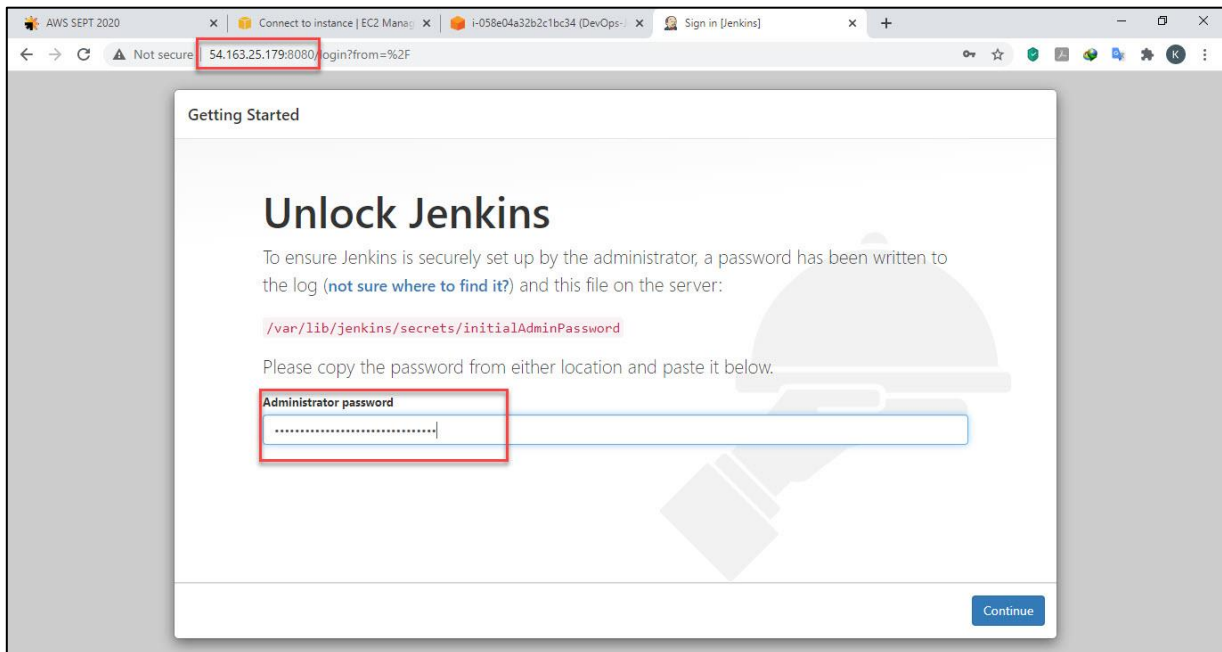 AWS SEPT 2020
Connect to instance | EC2 Manag
i-058e04a32b2c1bc34 (DevOps-J
Sign in [Jenkins]
Not secure | 54.163.25.179:8080/login?from=%2F
K
Getting Started
Unlock Jenkins
To ensure Jenkins is securely set up by the administrator, a password has been written to
the log (not sure where to find it?) and this file on the server:
/var/lib/jenkins/secrets/initialAdminPassword
Please copy the password from either location and paste it below.
Administrator password
Continue